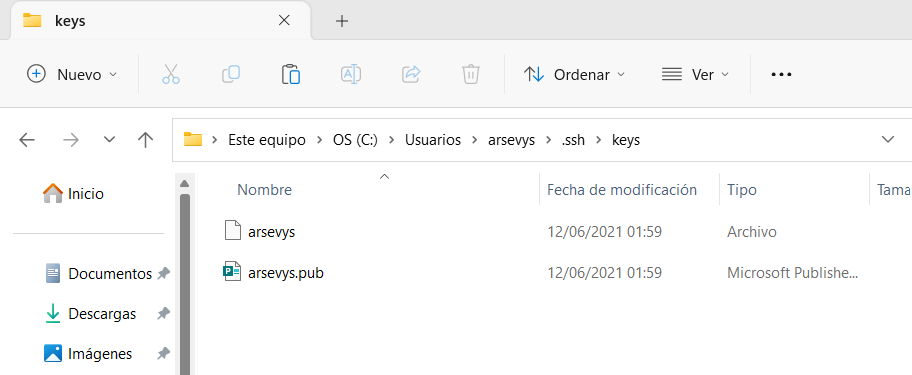 keys
Nuevo
Ordenar
Ver
Este equipo > OS (C:) > Usuarios > arsevys > .ssh > keys
Inicio
Documentos
Descargas
Imágenes
Nombre Fecha de modificación Tipo Tama
arsevys 12/06/2021 01:59 Archivo
arsevys.pub 12/06/2021 01:59 Microsoft Publishe...